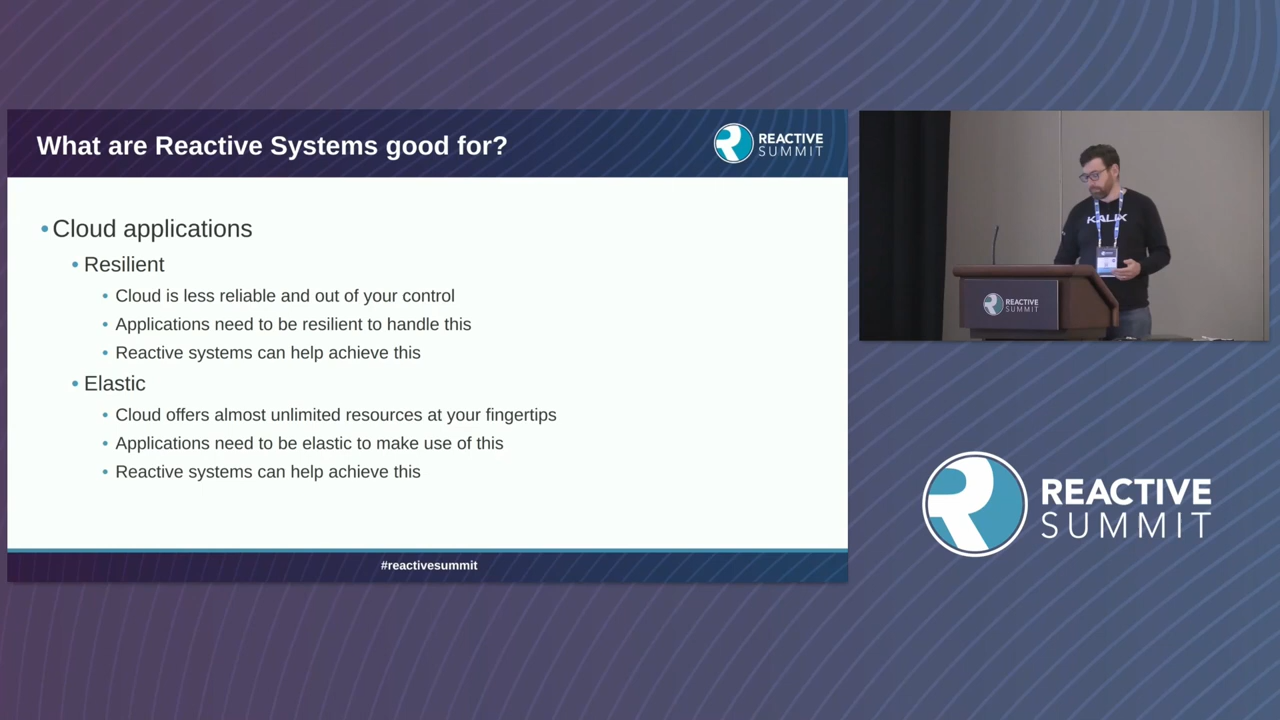 What are Reactive Systems good for?
REACTIVE
SUMMIT
•Cloud applications
• Resilient
• Cloud is less reliable and out of your control
• Applications need to be resilient to handle this
• Reactive systems can help achieve this
• Elastic
• Cloud offers almost unlimited resources at your fingertips
• Applications need to be elastic to make use of this
• Reactive systems can help achieve this
#reactivesummit
KALIX
REACTIVE
SUMMIT
REACTIVE
SUMMIT